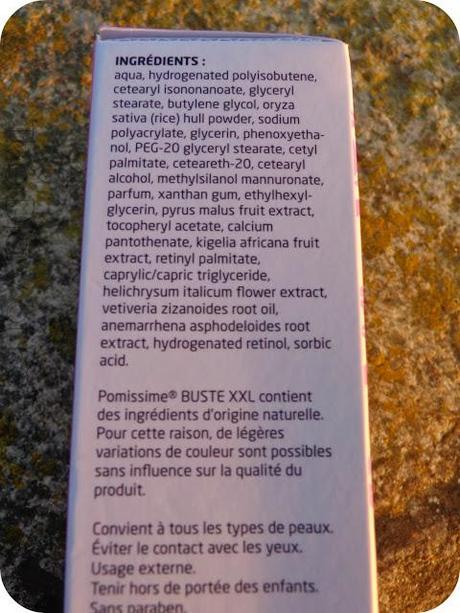 INGRÉDIENTS :
aqua, hydrogenated polyisobutene,
cetearyl isononanoate, glyceryl
stearate, butylene glycol, oryza
sativa (rice) hull powder, sodium
polyacrylate, glycerin, phenoxyetha-
nol, PEG-20 glyceryl stearate, cetyl
palmitate, ceteareth-20, cetearyl
alcohol, methylsilanol mannuronate,
parfum, xanthan gum, ethylhexyl-
glycerin, pyrus malus fruit extract,
tocopheryl acetate, calcium
pantothenate, kigelia africana fruit
extract, retinyl palmitate,
caprylic/capric triglyceride,
helichrysum italicum flower extract,
vetiveria zizanoides root oil,
anemarrhena asphodeloides root
extract, hydrogenated retinol, sorbic
acid.
Pomissime® BUSTE XXL contient
des ingrédients d'origine naturelle.
Pour cette raison, de légères
variations de couleur sont possibles
sans influence sur la qualité du
produit.
Convient à tous les types de peaux.
Éviter le contact avec les yeux.
Usage externe.
Tenir hors de portée des enfants.
Sans paraben.